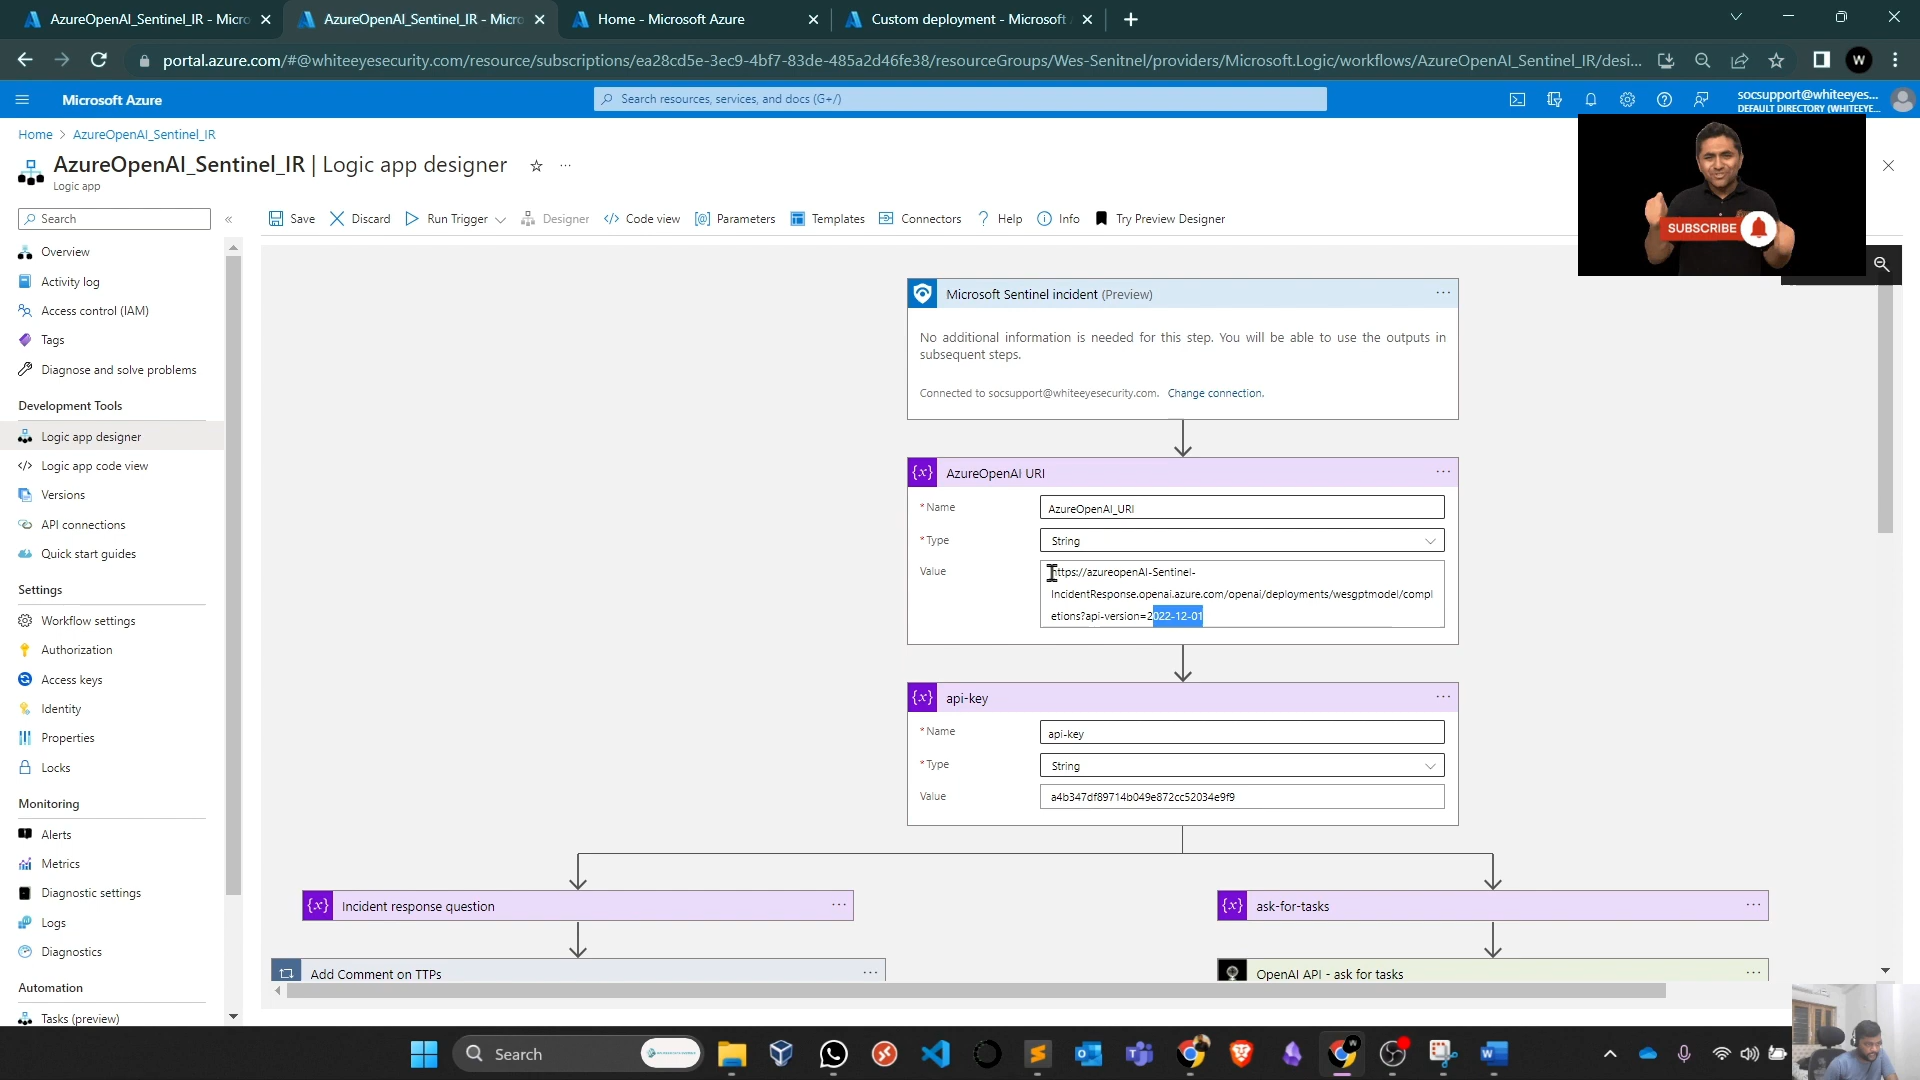 AzureOpenAI_Sentinel_IR - Micro
AzureOpenAI_Sentinel_IR - Micro
Home - Microsoft Azure
Custom deployment - Microsoft A
portal.azure.com/#@whiteeyesecurity.com/resource/subscriptions/ea28cd5e-3ec9-4bf7-83de-485a2d46fe38/resourceGroups/Wes-Senitnel/providers/Microsoft.Logic/workflows/AzureOpenAI_Sentinel_IR/desi...
W
Microsoft Azure
Search resources, services, and docs (G+/)
socsupport@whiteeyes...
DEFAULT DIRECTORY (WHITEEYE...
Home > AzureOpenAI_Sentinel_IR
AzureOpenAI_Sentinel_IR | Logic app designer
Logic app
SUBSCRIBE
Search
Save
Discard
Run Trigger
Designer
Code view
Parameters
Templates
Connectors
Help
Info
Try Preview Designer
Overview
Activity log
Access control (IAM)
Tags
Diagnose and solve problems
Development Tools
Logic app designer
Logic app code view
Versions
API connections
Quick start guides
Settings
Workflow settings
Authorization
Access keys
Identity
Properties
Locks
Monitoring
Alerts
Metrics
Diagnostic settings
Logs
Diagnostics
Automation
Tasks (preview)
Microsoft Sentinel incident (Preview)
No additional information is needed for this step. You will be able to use the outputs in
subsequent steps.
Connected to socsupport@whiteeyesecurity.com. Change connection.
AzureOpenAI URI
*Name
AzureOpenAI_URI
*Type
String
Value
https://azureopenAI-Sentinel-
IncidentResponse.openai.azure.com/openai/deployments/wesgptmodel/compl
etions?api-version=2022-12-01
api-key
*Name
api-key
*Type
String
Value
a4b347df89714b049e872cc52034e9f9
Incident response question
ask-for-tasks
Add Comment on TTPs
OpenAI API - ask for tasks
Search